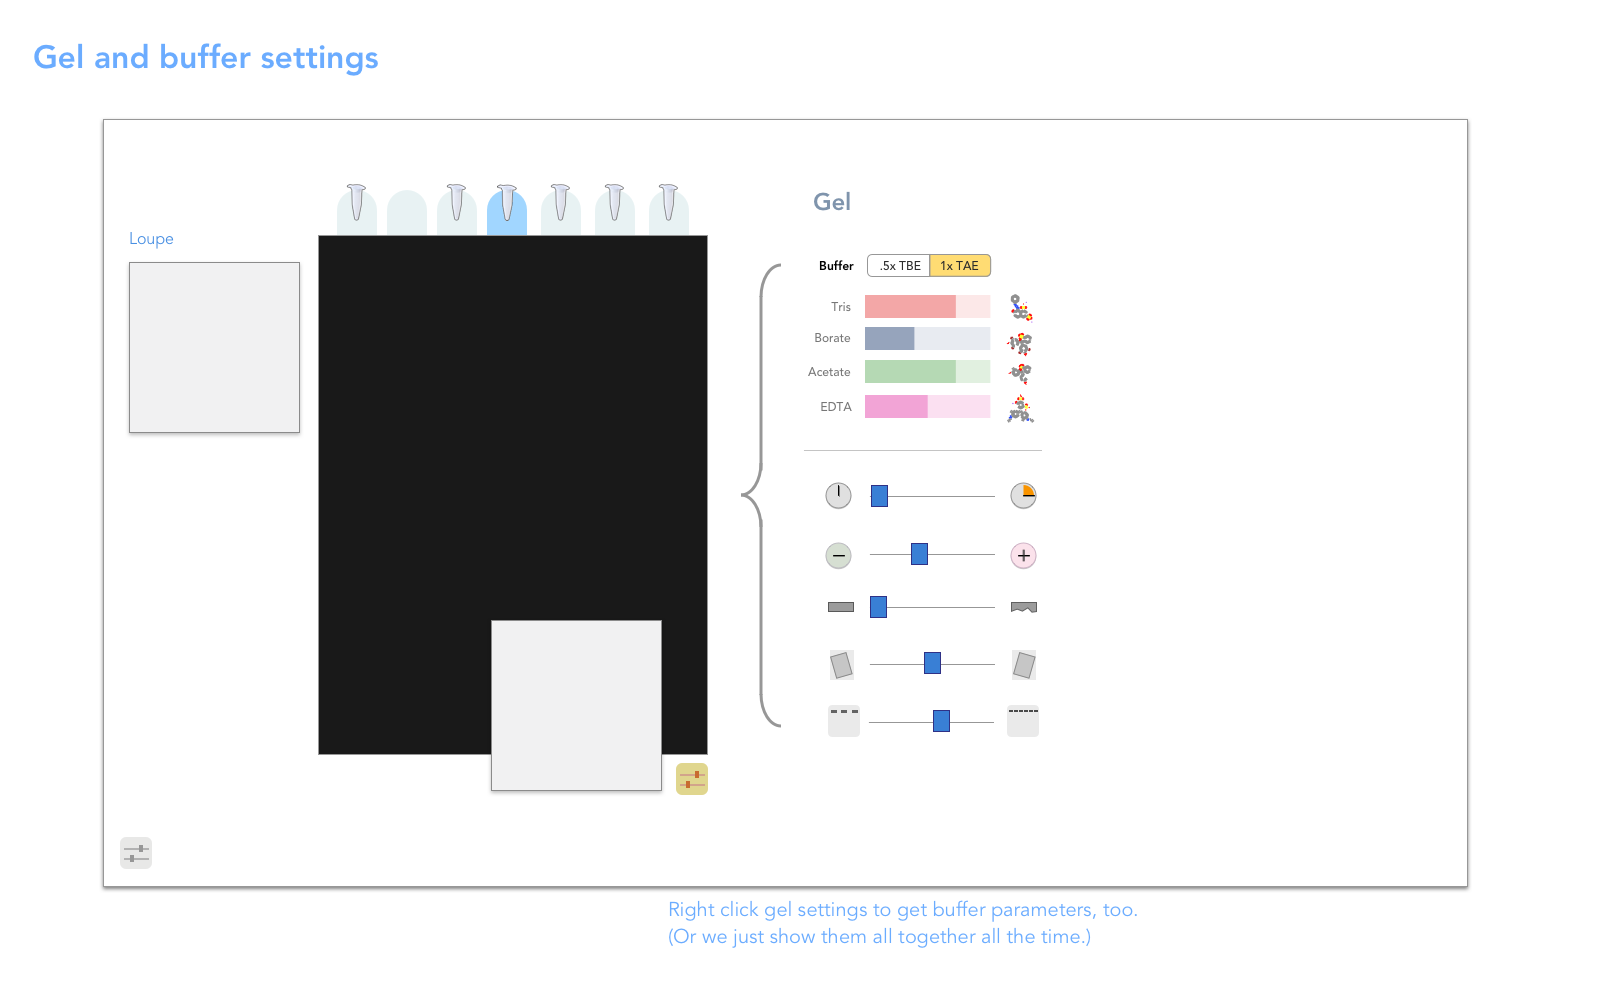 Gel and buffer settings
Loupe
Gel
Buffer .5x TBE 1x TAE
Tris
Borate
Acetate
EDTA
Right click gel settings to get buffer parameters, too.
(Or we just show them all together all the time.)